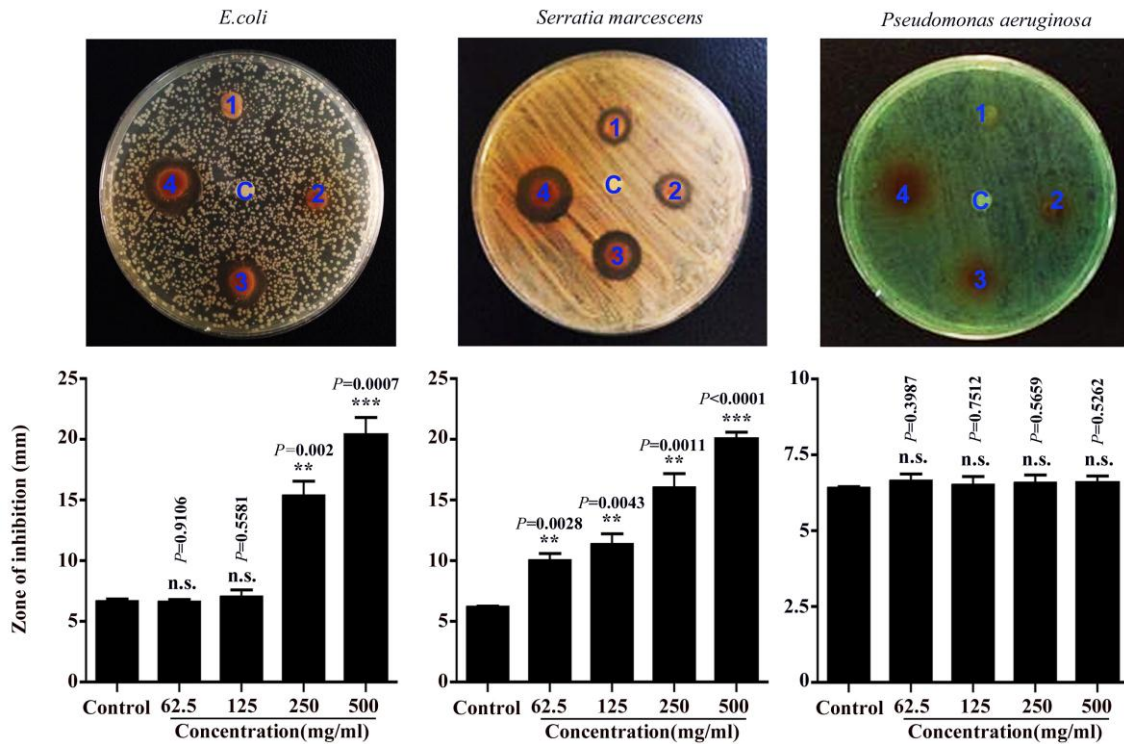 E.coli
Serratia marcescens
Pseudomonas aeruginosa
1
2
3
4
C
1
2
3
4
C
1
2
3
4
C
Zone of inhibition (mm)
25
20
15
10
5
0
P=0.9106
n.s.
P=0.5581
n.s.
P=0.002
**
P=0.0007
***
Control 62.5 125 250 500
Concentration(mg/ml)
25
20
15
10
5
0
P=0.0028
**
P=0.0043
**
P=0.0011
**
P<0.0001
***
Control 62.5 125 250 500
Concentration(mg/ml)
10
7.5
5
2.5
0
P=0.3987
n.s.
P=0.7512
n.s.
P=0.5659
n.s.
P=0.5262
n.s.
Control 62.5 125 250 500
Concentration(mg/ml)